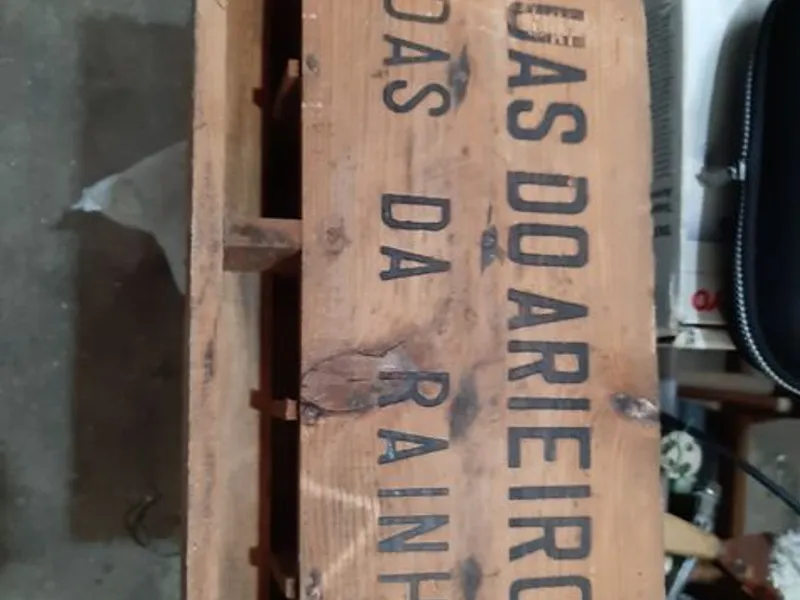 UAS DO ARIEIRO
DAS DA RAINH